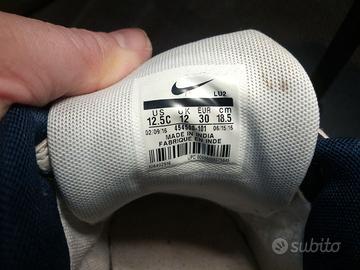 LU2
US UK EUR cm
12.5C 12 30 18.5
02/09/16 454500-101 06/15/16
MADE IN INDIA
FABRIQUE EN INDE
subito